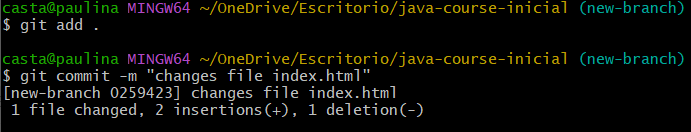 casta@paulina MINGW64 ~/OneDrive/Escritorio/java-course-inicial (new-branch)
$ git add .
casta@paulina MINGW64 ~/OneDrive/Escritorio/java-course-inicial (new-branch)
$ git commit -m "changes file index.html"
[new-branch 0259423] changes file index.html
 1 file changed, 2 insertions(+), 1 deletion(-)